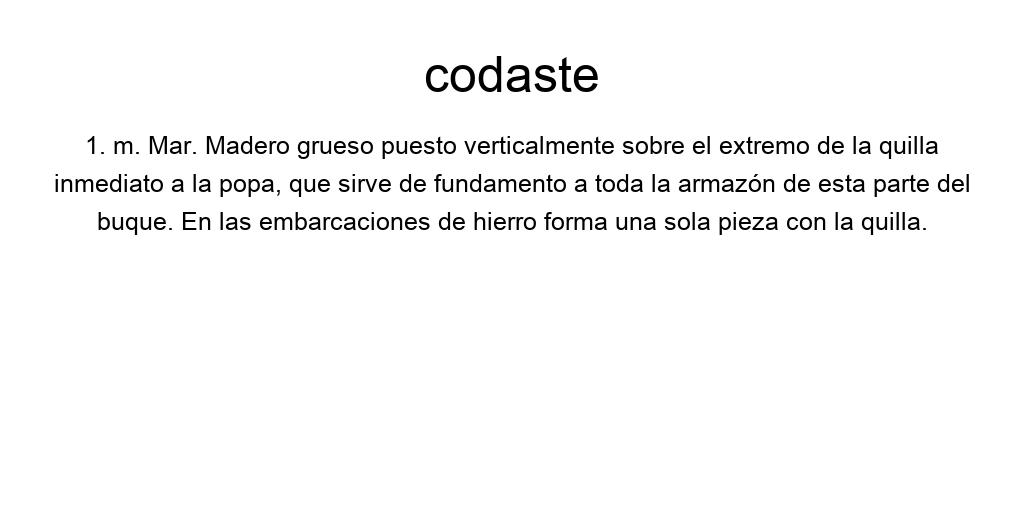 codaste
1. m. Mar. Madero grueso puesto verticalmente sobre el extremo de la quilla
inmediato a la popa, que sirve de fundamento a toda la armazón de esta parte del
buque. En las embarcaciones de hierro forma una sola pieza con la quilla.